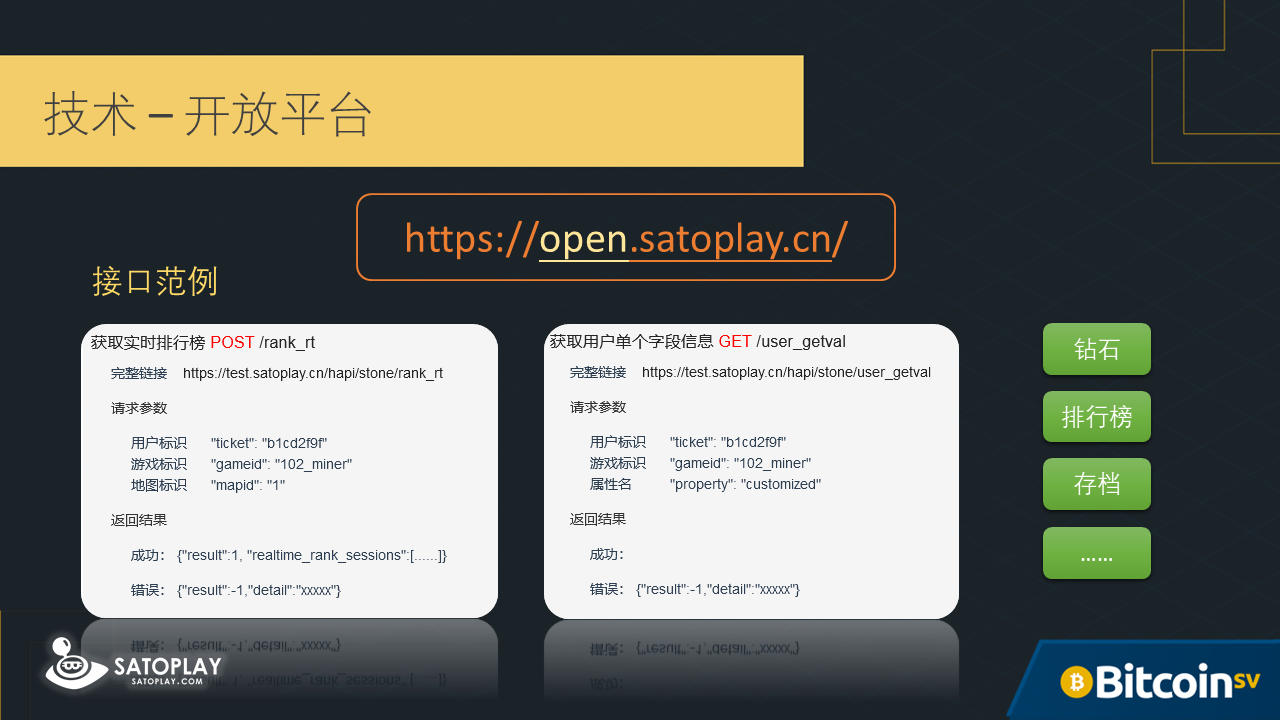 技术 – 开放平台
https://open.satoplay.cn/
接口范例
获取实时排行榜 POST /rank_rt
完整链接 https://test.satoplay.cn/hapi/stone/rank_rt
请求参数
用户标识 "ticket": "b1cd2f9f"
游戏标识 "gameid": "102_miner"
地图标识 "mapid": "1"
返回结果
成功： {"result":1, "realtime_rank_sessions":[......]}
错误： {"result":-1,"detail":"xxxxx"}
获取用户单个字段信息 GET /user_getval
完整链接 https://test.satoplay.cn/hapi/stone/user_getval
请求参数
用户标识 "ticket": "b1cd2f9f"
游戏标识 "gameid": "102_miner"
属性名 "property": "customized"
返回结果
成功：
错误： {"result":-1,"detail":"xxxxx"}
钻石
排行榜
存档
......
SATOPLAY
SATOPLAY.COM
Bitcoin SV